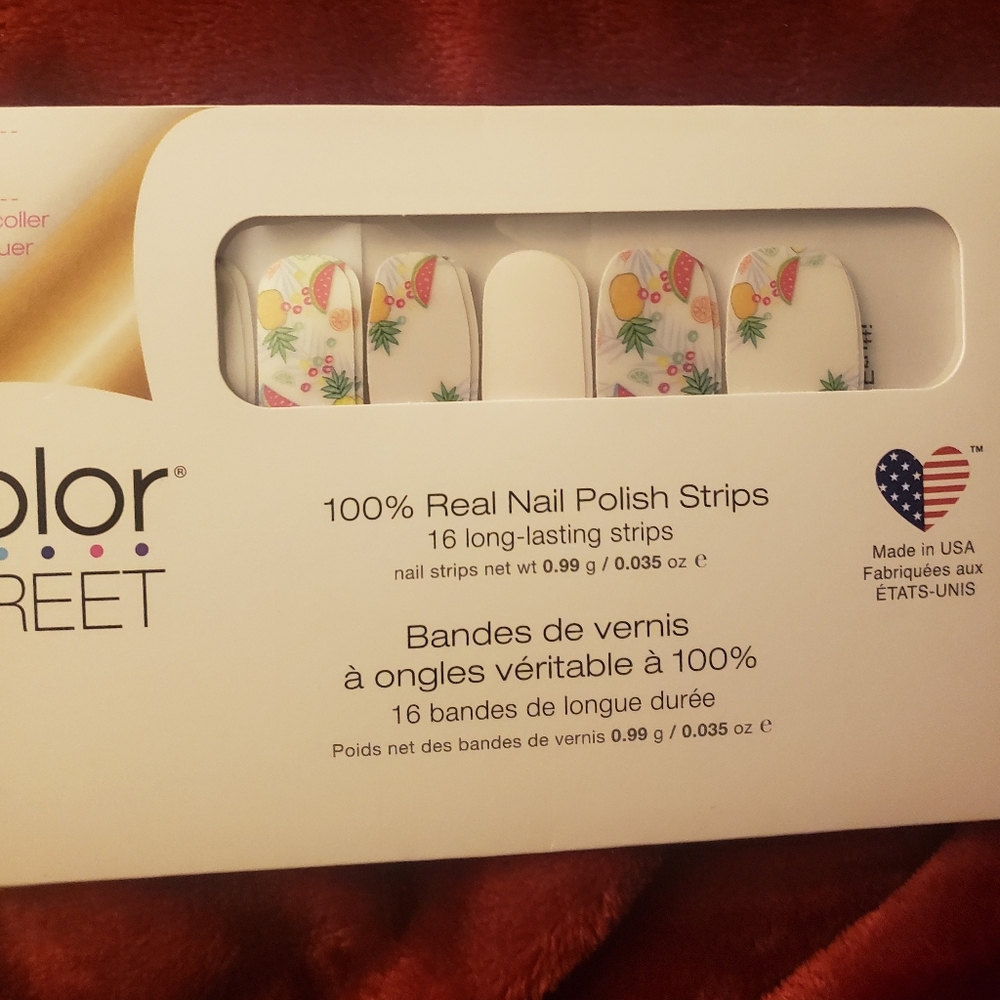 coller
uer
olor®
REET
100% Real Nail Polish Strips
16 long-lasting strips
nail strips net wt 0.99 g / 0.035 oz ℮
Bandes de vernis
à ongles véritable à 100%
16 bandes de longue durée
Poids net des bandes de vernis 0.99 g / 0.035 oz ℮
™
Made in USA
Fabriquées aux
ÉTATS-UNIS